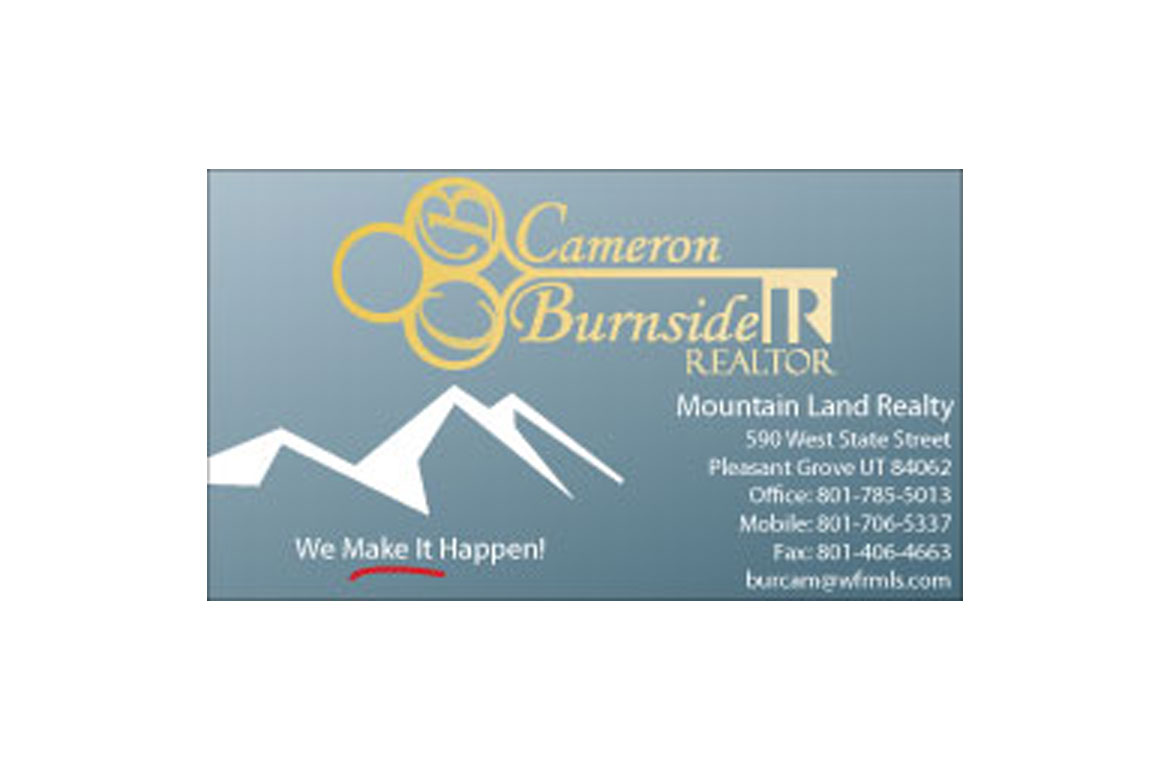 CB
Cameron
Burnside
R
REALTOR
Mountain Land Realty
590 West State Street
Pleasant Grove UT 84062
Office: 801-785-5013
Mobile: 801-706-5337
Fax: 801-406-4663
burcam@wfrmls.com
We Make It Happen!